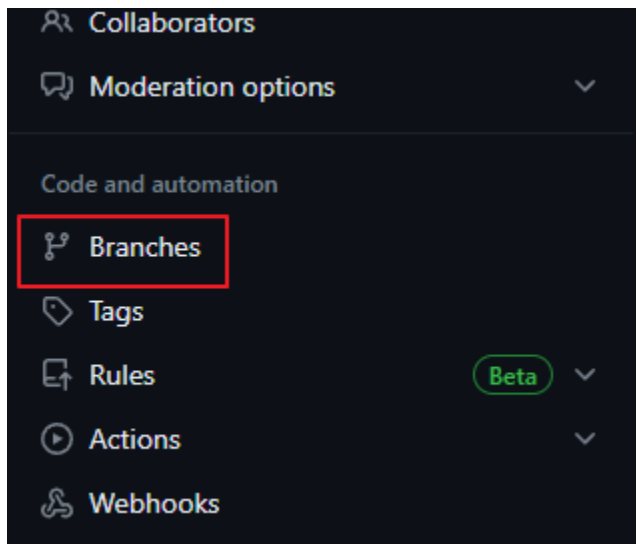 Collaborators
Moderation options
Code and automation
Branches
Tags
Rules Beta
Actions
Webhooks